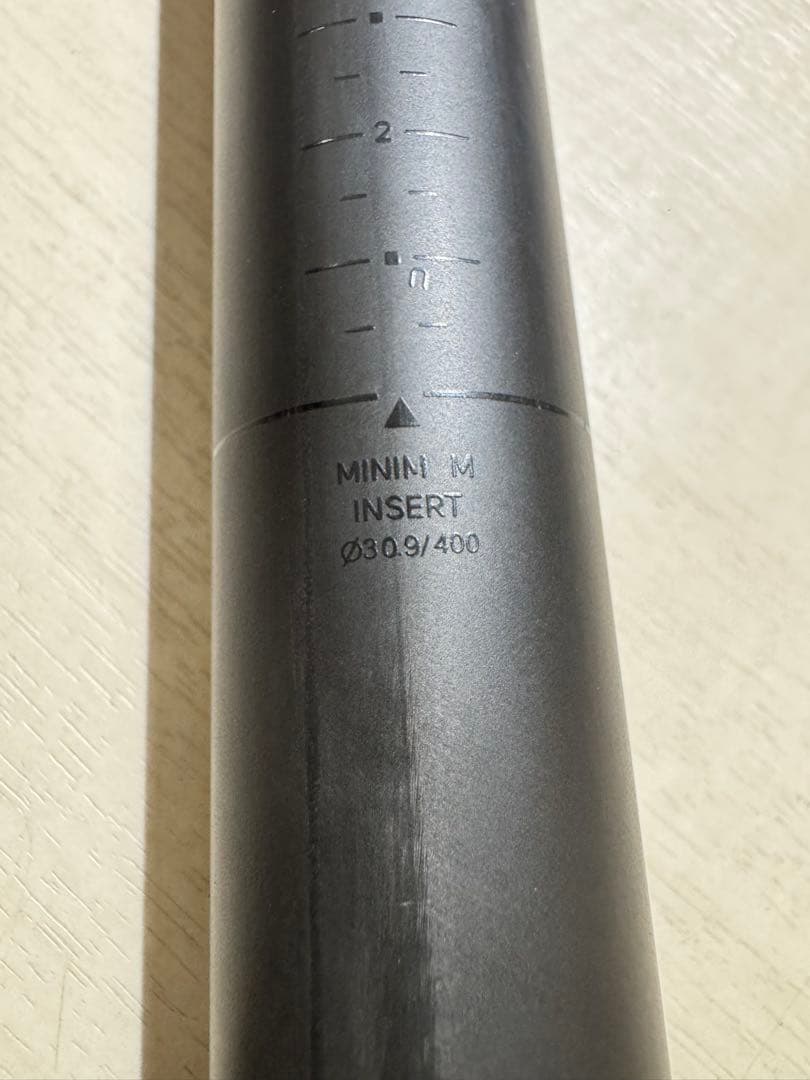 2
MINIM M
INSERT
Ø30.9/400